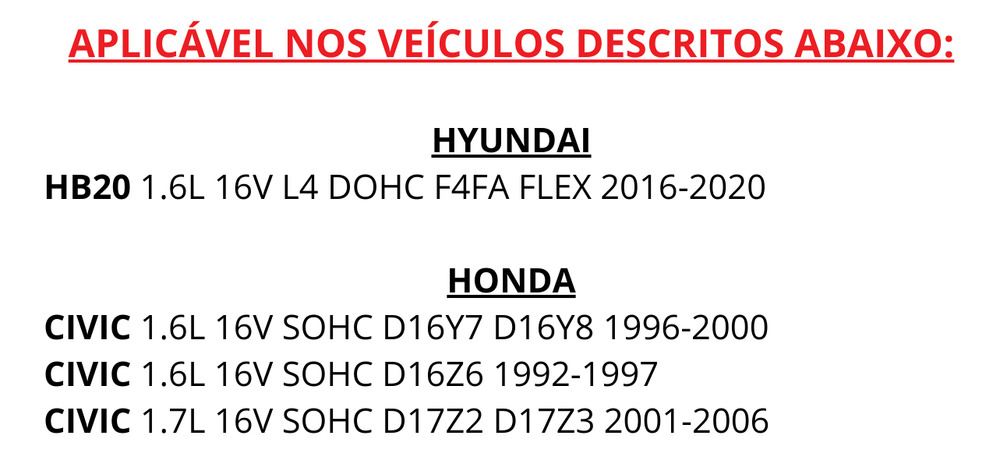 APLICÁVEL NOS VEÍCULOS DESCRITOS ABAIXO:
HYUNDAI
HB20 1.6L 16V L4 DOHC F4FA FLEX 2016-2020
HONDA
CIVIC 1.6L 16V SOHC D16Y7 D16Y8 1996-2000
CIVIC 1.6L 16V SOHC D16Z6 1992-1997
CIVIC 1.7L 16V SOHC D17Z2 D17Z3 2001-2006